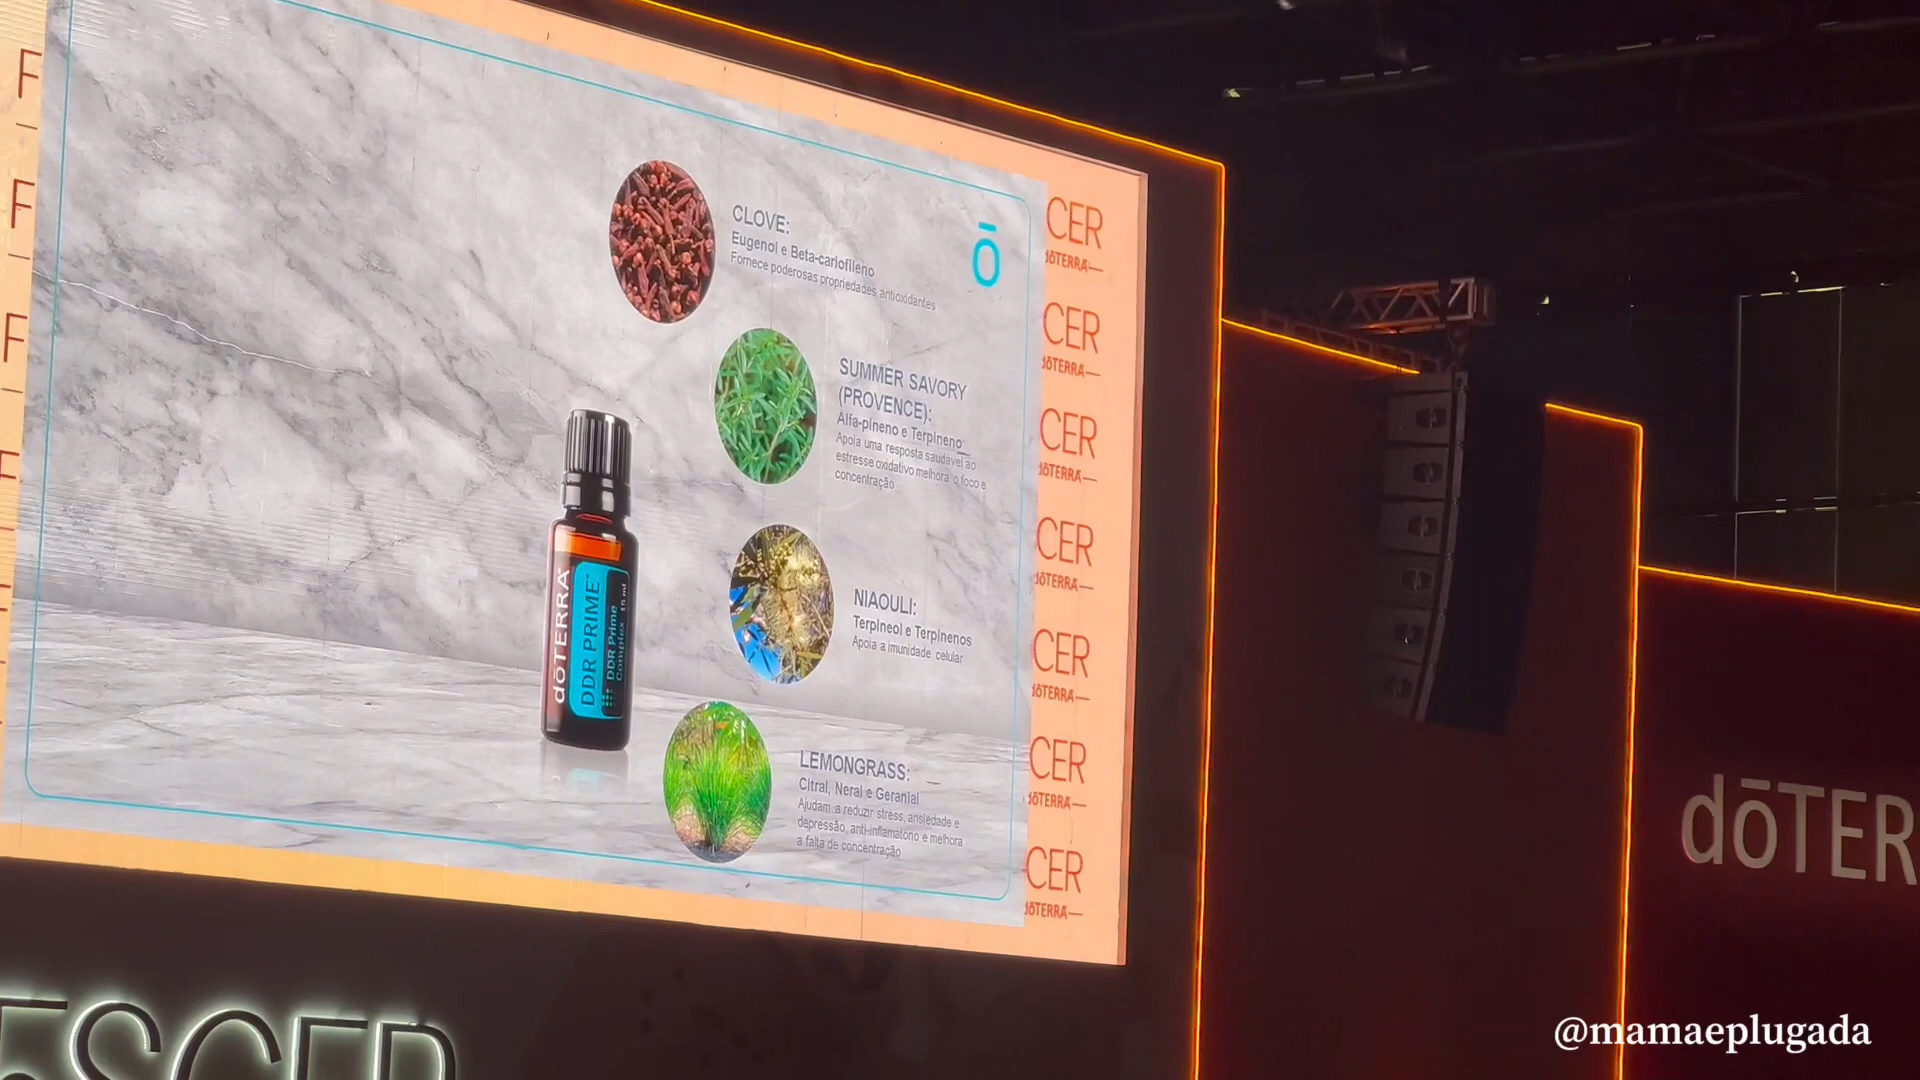 CLOVE:
Eugenol e Beta-cariofileno
Fornece poderosas propriedades antioxidantes
ō
SUMMER SAVORY
(PROVENCE):
Alfa-pineno e Terpineno
Apoia uma resposta saudável ao
estresse oxidativo melhora o foco e
concentração
NIAOULI:
Terpineol e Terpinenos
Apoia a imunidade celular
LEMONGRASS:
Citral, Neral e Geranial
Ajudam a reduzir stress, ansiedade e
depressão, anti-inflamatório e melhora
a falta de concentração
dōTERRA
DDR PRIME
DDR Prime
Complex 15 ml
F
F
F
F
CER
dōTERRA
CER
dōTERRA
CER
dōTERRA
CER
dōTERRA
CER
dōTERRA
CER
dōTERRA
CER
dōTERRA
dōTER
ESCER
@mamaeplugada